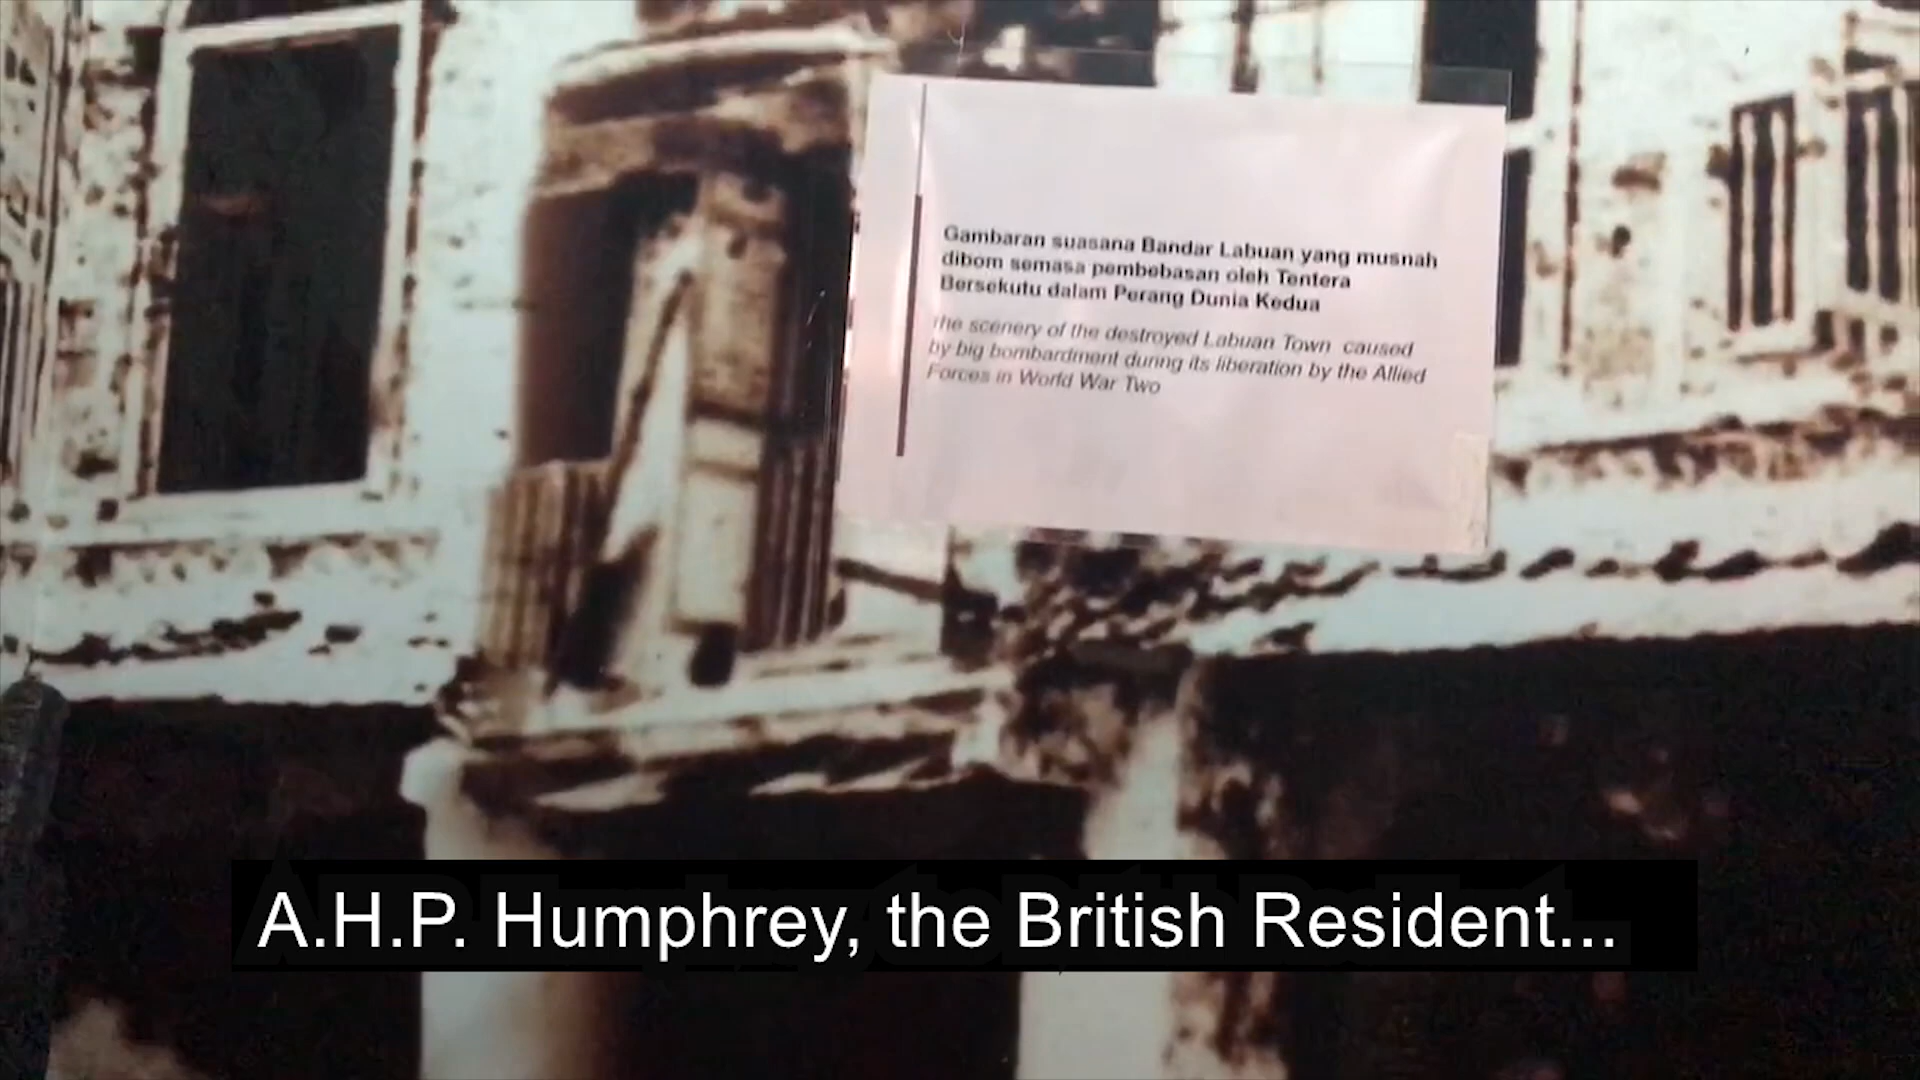 Gambaran suasana Bandar Labuan yang musnah
dibom semasa pembebasan oleh Tentera
Bersekutu dalam Perang Dunia Kedua
The scenery of the destroyed Labuan Town caused
by big bombardment during its liberation by the Allied
Forces in World War Two
A.H.P. Humphrey, the British Resident...